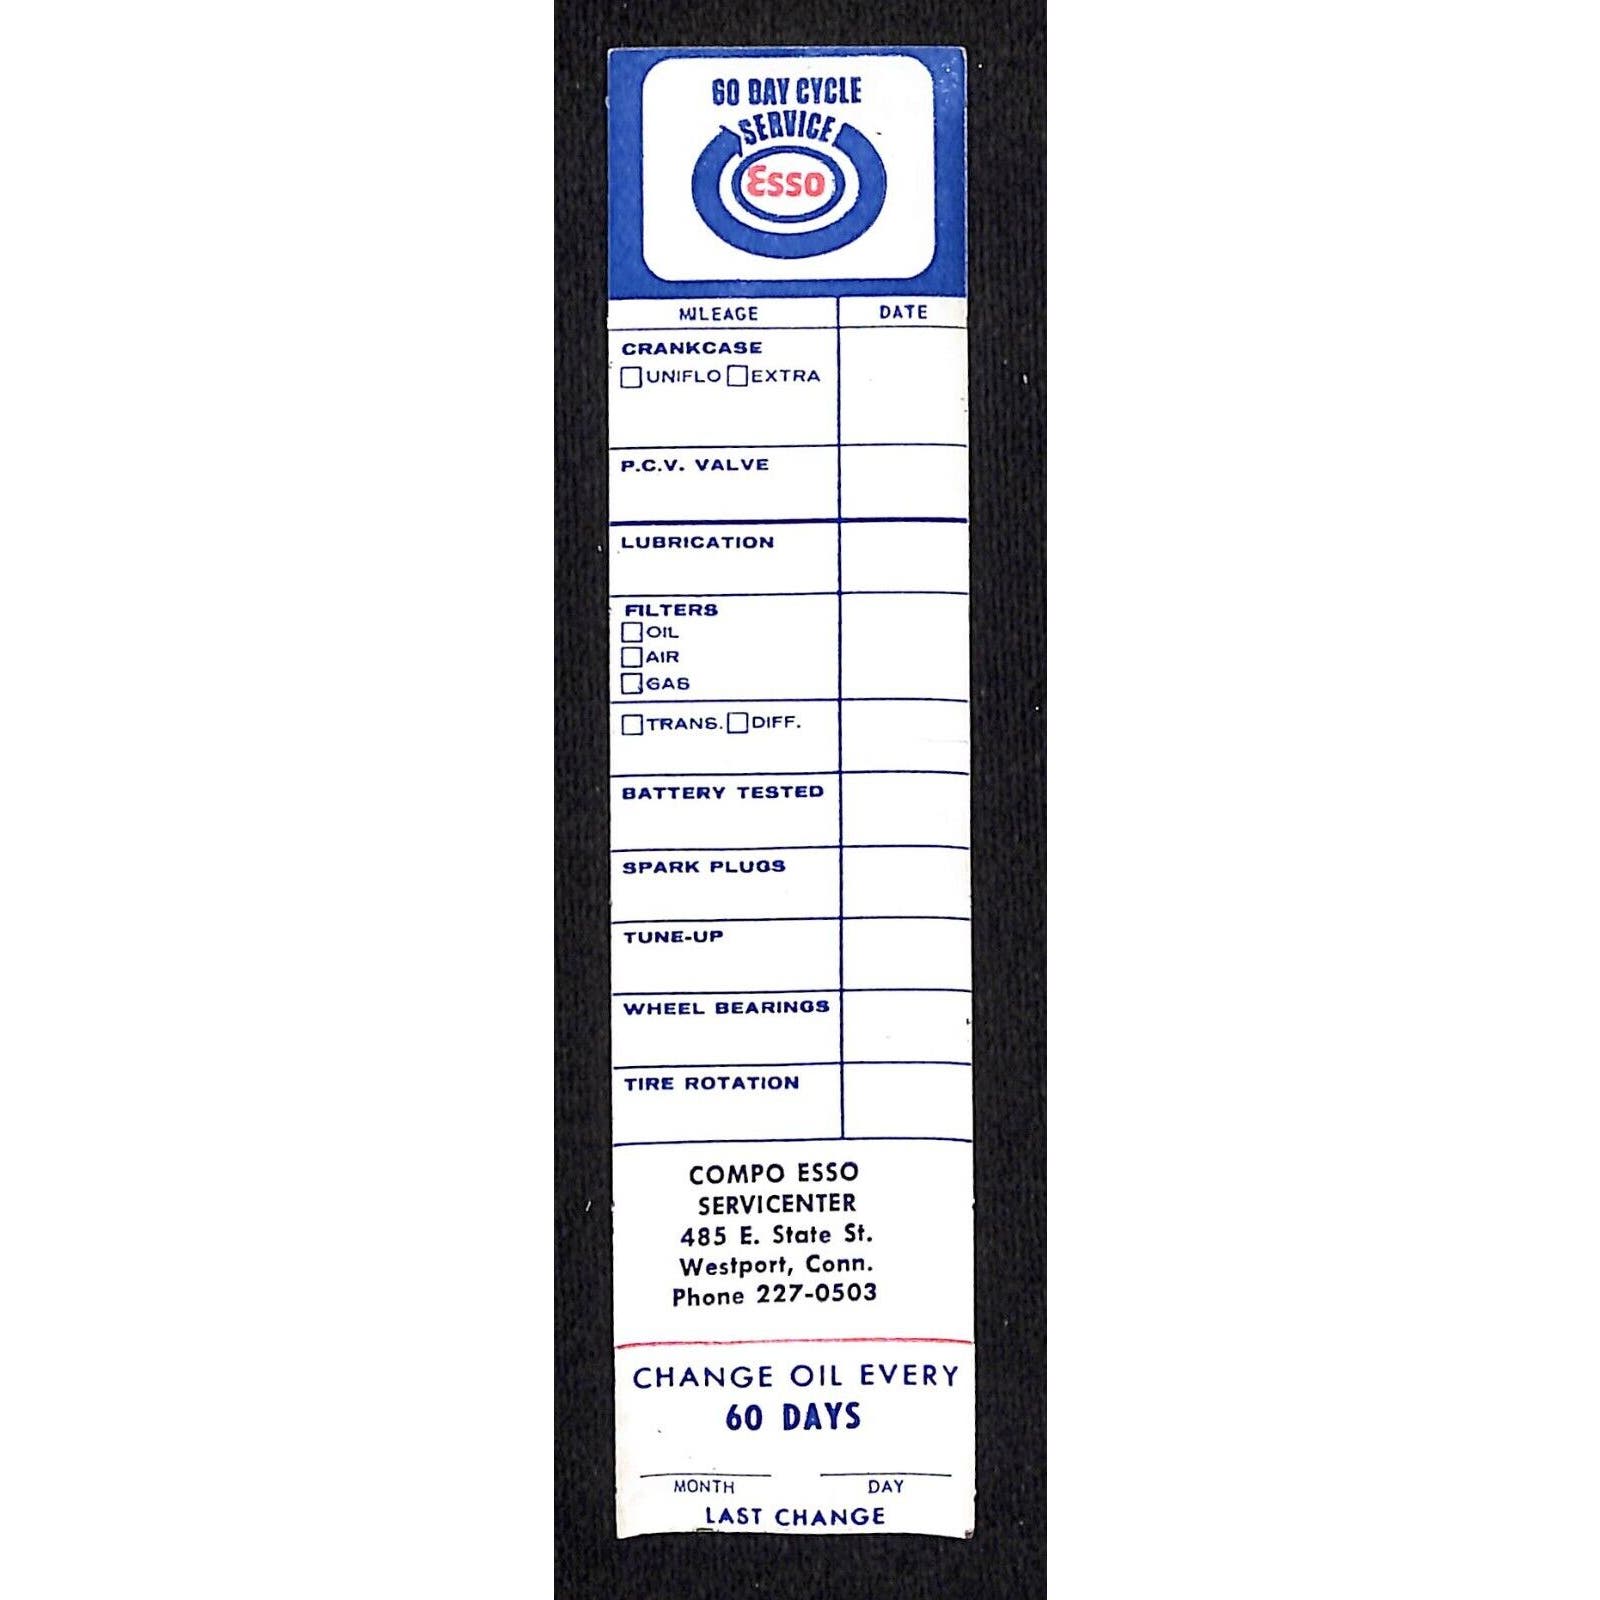 60 DAY CYCLE
SERVICE
Esso
MILEAGE DATE
CRANKCASE
UNIFLO EXTRA
P.C.V. VALVE
LUBRICATION
FILTERS
OIL
AIR
GAS
TRANS. DIFF.
BATTERY TESTED
SPARK PLUGS
TUNE-UP
WHEEL BEARINGS
TIRE ROTATION
COMPO ESSO
SERVICENTER
485 E. State St.
Westport, Conn.
Phone 227-0503
CHANGE OIL EVERY
60 DAYS
MONTH DAY
LAST CHANGE